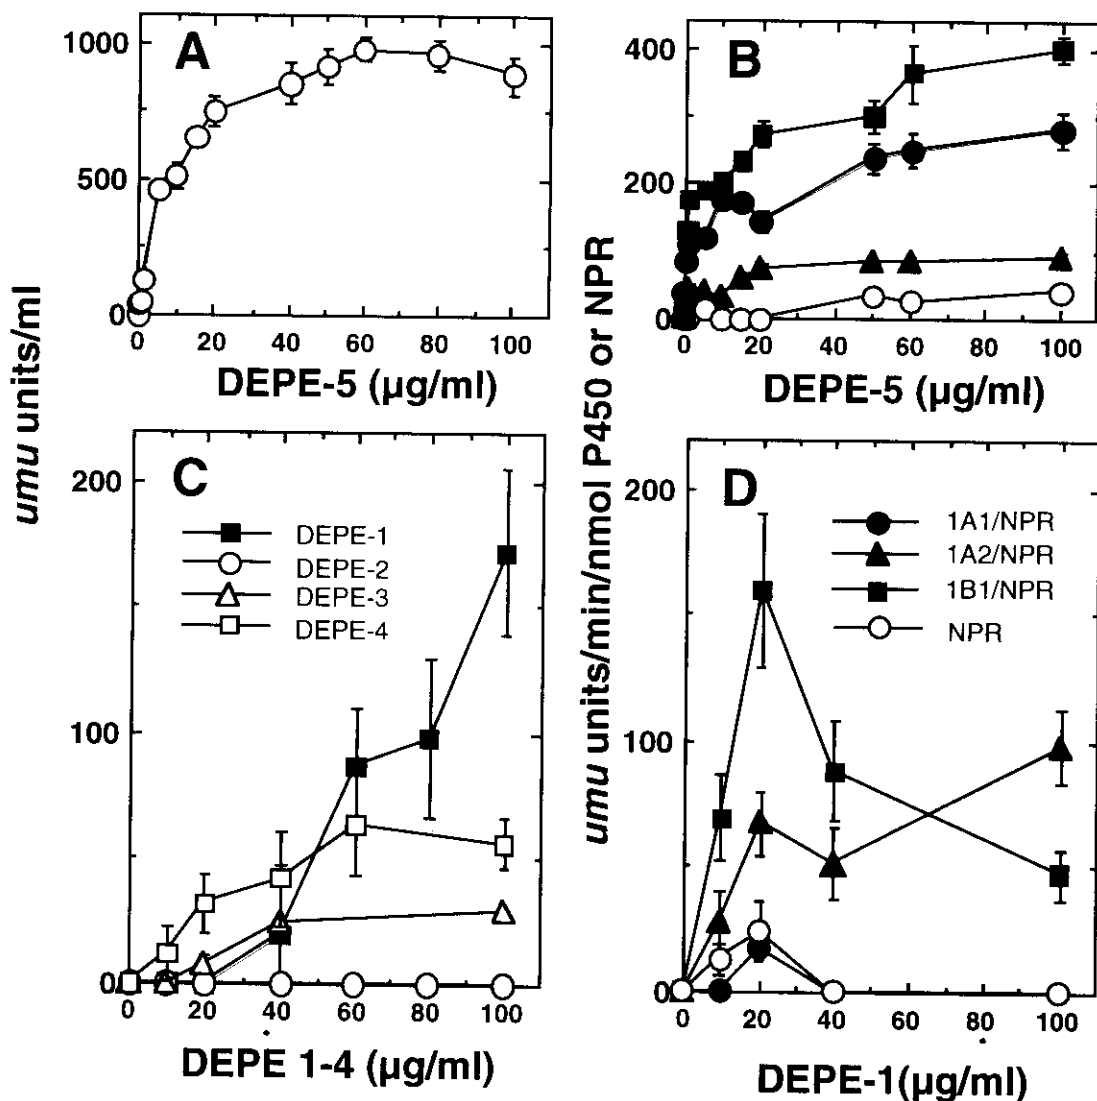 A
1000
500
0
0 20 40 60 80 100
DEPE-5 (µg/ml)
umu units/ml
B
400
200
0
0 20 40 60 80 100
DEPE-5 (µg/ml)
umu units/min/nmol P450 or NPR
C
200
100
0
DEPE-1
DEPE-2
DEPE-3
DEPE-4
0 20 40 60 80 100
DEPE 1-4 (µg/ml)
D
200
100
0
1A1/NPR
1A2/NPR
1B1/NPR
NPR
0 20 40 60 80 100
DEPE-1(µg/ml)